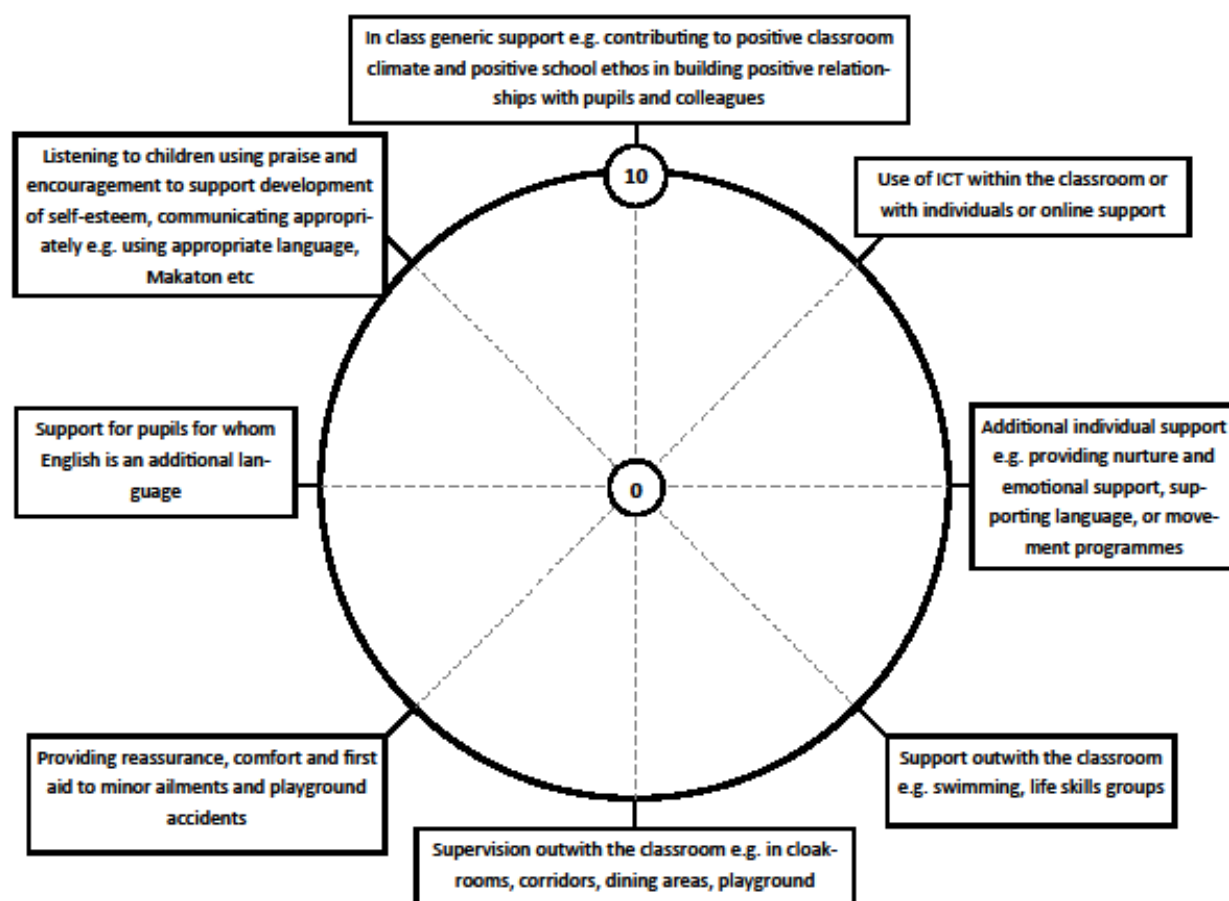 In class generic support e.g. contributing to positive classroom
climate and positive school ethos in building positive relation-
ships with pupils and colleagues
Listening to children using praise and
encouragement to support development
of self-esteem, communicating appropri-
ately e.g. using appropriate language,
Makaton etc
10
Use of ICT within the classroom or
with individuals or online support
Support for pupils for whom
English is an additional lan-
guage
0
Additional individual support
e.g. providing nurture and
emotional support, sup-
porting language, or move-
ment programmes
Providing reassurance, comfort and first
aid to minor ailments and playground
accidents
Support outwith the classroom
e.g. swimming, life skills groups
Supervision outwith the classroom e.g. in cloak-
rooms, corridors, dining areas, playground